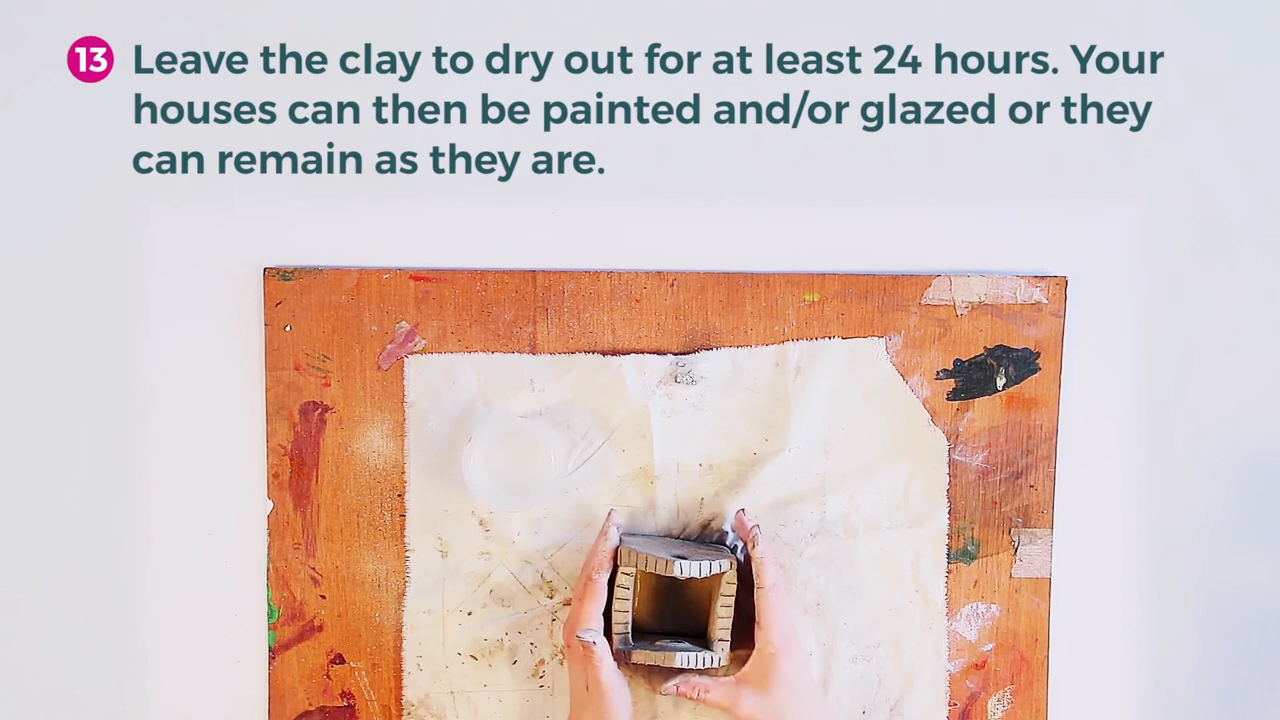 13 Leave the clay to dry out for at least 24 hours. Your
houses can then be painted and/or glazed or they
can remain as they are.